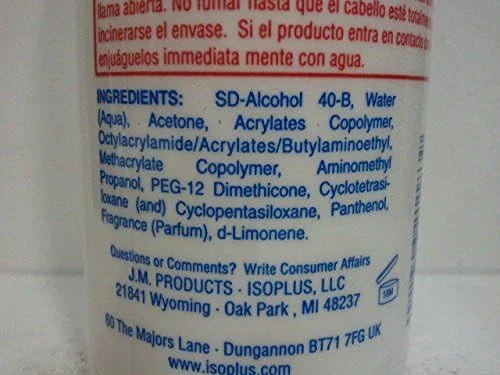 llama abierta. No fumar hasta que el cabello esté totalmen
incinerarse el envase. Si el producto entra en contacto
enjuáguelos inmediata mente con agua.
INGREDIENTS: SD-Alcohol 40-B, Water
(Aqua), Acetone, Acrylates Copolymer,
Octylacrylamide/Acrylates/Butylaminoethyl,
Methacrylate Copolymer, Aminomethyl
Propanol, PEG-12 Dimethicone, Cyclotetrasi-
loxane (and) Cyclopentasiloxane, Panthenol,
Fragrance (Parfum), d-Limonene.
Questions or Comments? Write Consumer Affairs
J.M. PRODUCTS · ISOPLUS, LLC
21841 Wyoming · Oak Park, MI 48237
60 The Majors Lane · Dungannon BT71 7FG UK
www.isoplus.com